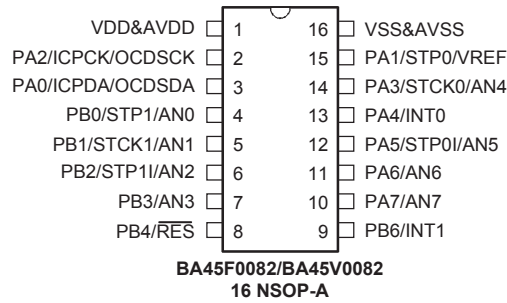 VDD&AVDD 1 16 VSS&AVSS
PA2/ICPCK/OCDSCK 2 15 PA1/STP0/VREF
PA0/ICPDA/OCDSDA 3 14 PA3/STCK0/AN4
PB0/STP1/AN0 4 13 PA4/INT0
PB1/STCK1/AN1 5 12 PA5/STP0I/AN5
PB2/STP1I/AN2 6 11 PA6/AN6
PB3/AN3 7 10 PA7/AN7
PB4/R̅E̅S̅ 8 9 PB6/INT1
BA45F0082/BA45V0082
16 NSOP-A